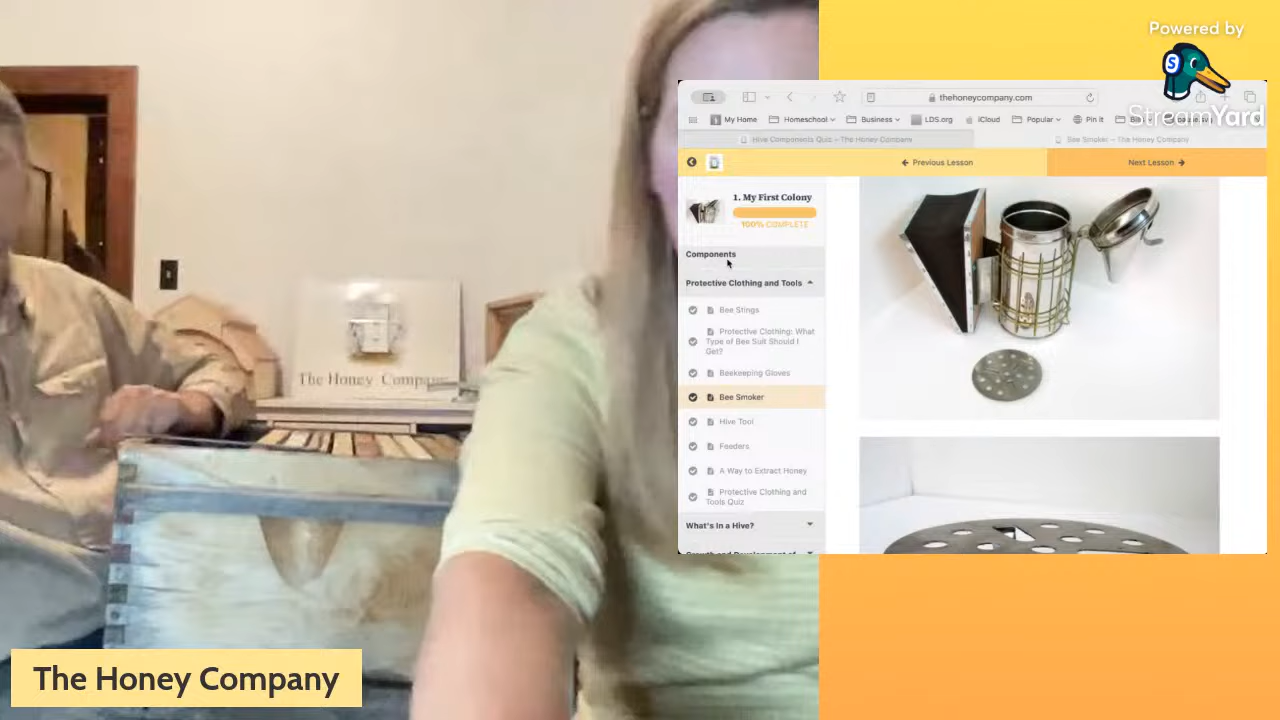 Powered by
StreamYard
thehoneycompany.com
My Home
Homeschool
Business
LDS.org
iCloud
Popular
Pin It
Hive Components Quiz – The Honey Company
Bee Smoker – The Honey Company
Previous Lesson
Next Lesson
1. My First Colony
100% COMPLETE
Components
Protective Clothing and Tools
Bee Stings
Protective Clothing: What
Type of Bee Suit Should I
Get?
Beekeeping Gloves
Bee Smoker
Hive Tool
Feeders
A Way to Extract Honey
Protective Clothing and
Tools Quiz
What's In a Hive?
Growth and Development of
The Honey Company
The Honey Company